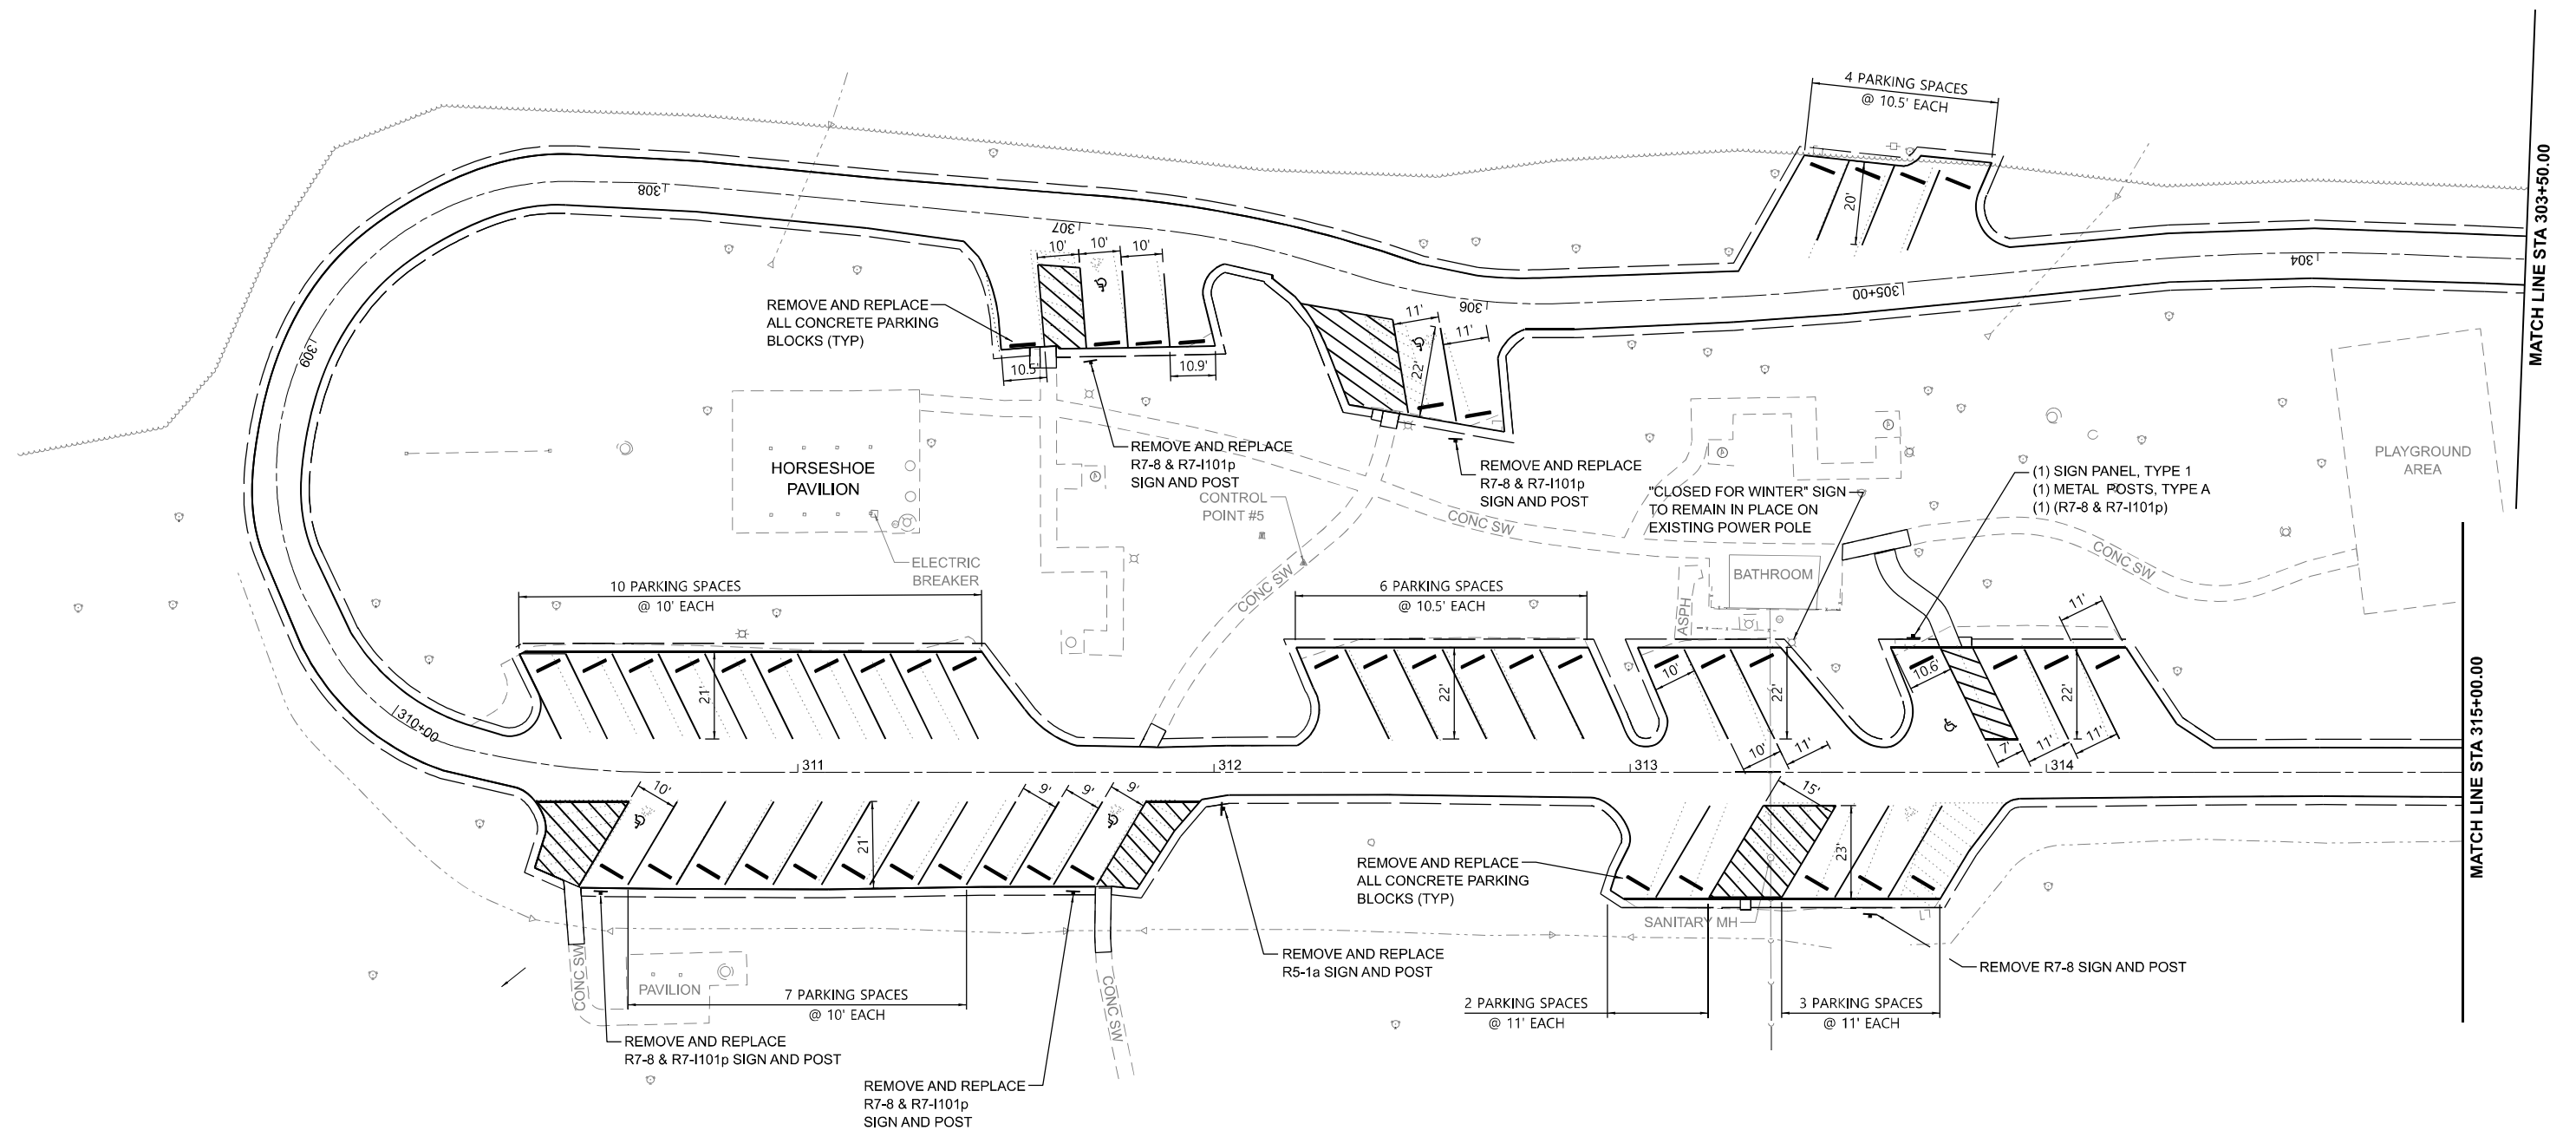 4 PARKING SPACES
@ 10.5' EACH
MATCH LINE STA 303+50.00
308
307
306
305+00
304
309
310+00
20'
10'
10'
10'
REMOVE AND REPLACE
ALL CONCRETE PARKING
BLOCKS (TYP)
10.5'
10.9'
11'
11'
22'
HORSESHOE
PAVILION
REMOVE AND REPLACE
R7-8 & R7-I101p
SIGN AND POST
CONTROL
POINT #5
REMOVE AND REPLACE
R7-8 & R7-I101p
SIGN AND POST
"CLOSED FOR WINTER" SIGN
TO REMAIN IN PLACE ON
EXISTING POWER POLE
(1) SIGN PANEL, TYPE 1
(1) METAL POSTS, TYPE A
(1) (R7-8 & R7-I101p)
PLAYGROUND
AREA
CONC SW
CONC SW
CONC SW
ELECTRIC
BREAKER
BATHROOM
ASPH
10 PARKING SPACES
@ 10' EACH
6 PARKING SPACES
@ 10.5' EACH
11'
21'
22'
10'
22'
10.6'
22'
10'
11'
7'
11'
11'
311
312
313
314
MATCH LINE STA 315+00.00
10'
21'
9'
9'
9'
15'
23'
REMOVE AND REPLACE
ALL CONCRETE PARKING
BLOCKS (TYP)
SANITARY MH
REMOVE AND REPLACE
R5-1a SIGN AND POST
REMOVE R7-8 SIGN AND POST
CONC SW
PAVILION
CONC SW
7 PARKING SPACES
@ 10' EACH
2 PARKING SPACES
@ 11' EACH
3 PARKING SPACES
@ 11' EACH
REMOVE AND REPLACE
R7-8 & R7-I101p SIGN AND POST
REMOVE AND REPLACE
R7-8 & R7-I101p
SIGN AND POST